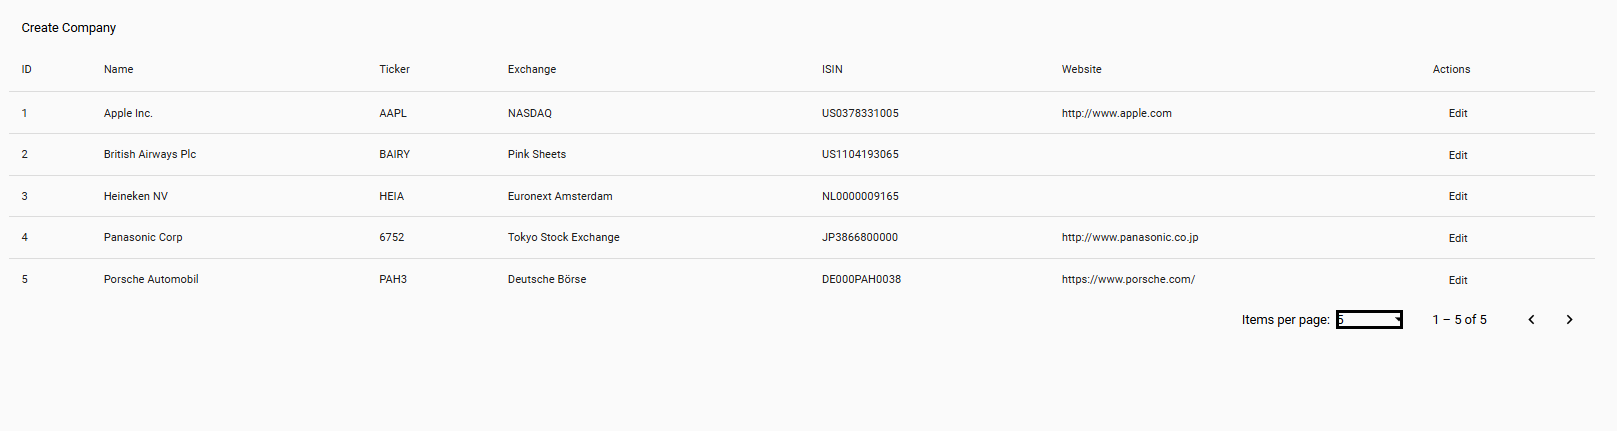 Create Company
ID Name Ticker Exchange ISIN Website Actions
1 Apple Inc. AAPL NASDAQ US0378331005 http://www.apple.com Edit
2 British Airways Plc BAIRY Pink Sheets US1104193065 Edit
3 Heineken NV HEIA Euronext Amsterdam NL0000009165 Edit
4 Panasonic Corp 6752 Tokyo Stock Exchange JP3866800000 http://www.panasonic.co.jp Edit
5 Porsche Automobil PAH3 Deutsche Börse DE000PAH0038 https://www.porsche.com/ Edit
Items per page: 5 1 – 5 of 5